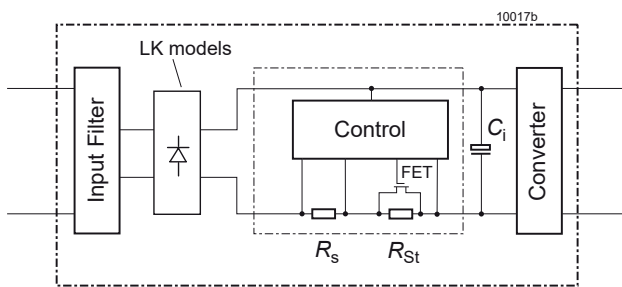 10017b
LK models
Input Filter
Control
FET
Ci
Converter
Rs
RSt